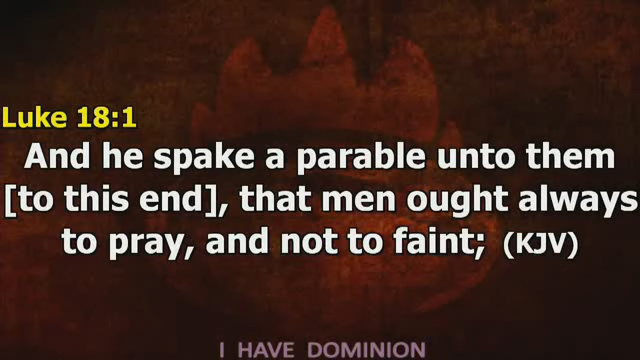 Luke 18:1
And he spake a parable unto them
[to this end], that men ought always
to pray, and not to faint; (KJV)
I HAVE DOMINION